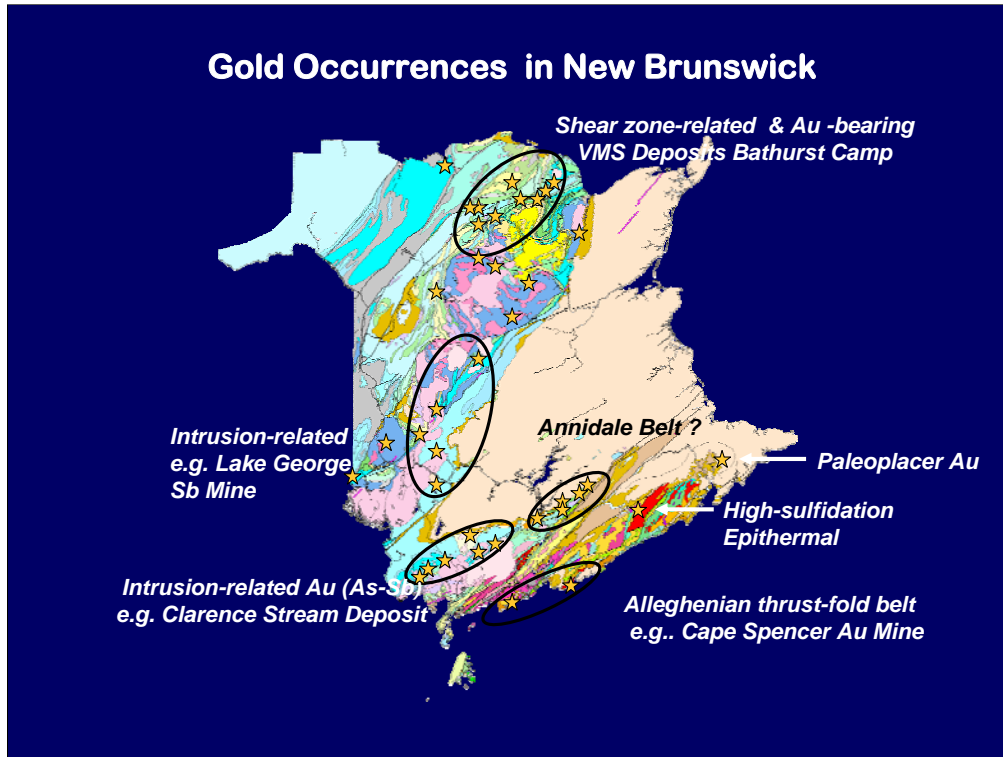 Gold Occurrences in New Brunswick
Shear zone-related & Au -bearing
VMS Deposits Bathurst Camp
Intrusion-related
e.g. Lake George
Sb Mine
Annidale Belt ?
Paleoplacer Au
High-sulfidation
Epithermal
Intrusion-related Au (As-Sb)
e.g. Clarence Stream Deposit
Alleghenian thrust-fold belt
e.g.. Cape Spencer Au Mine